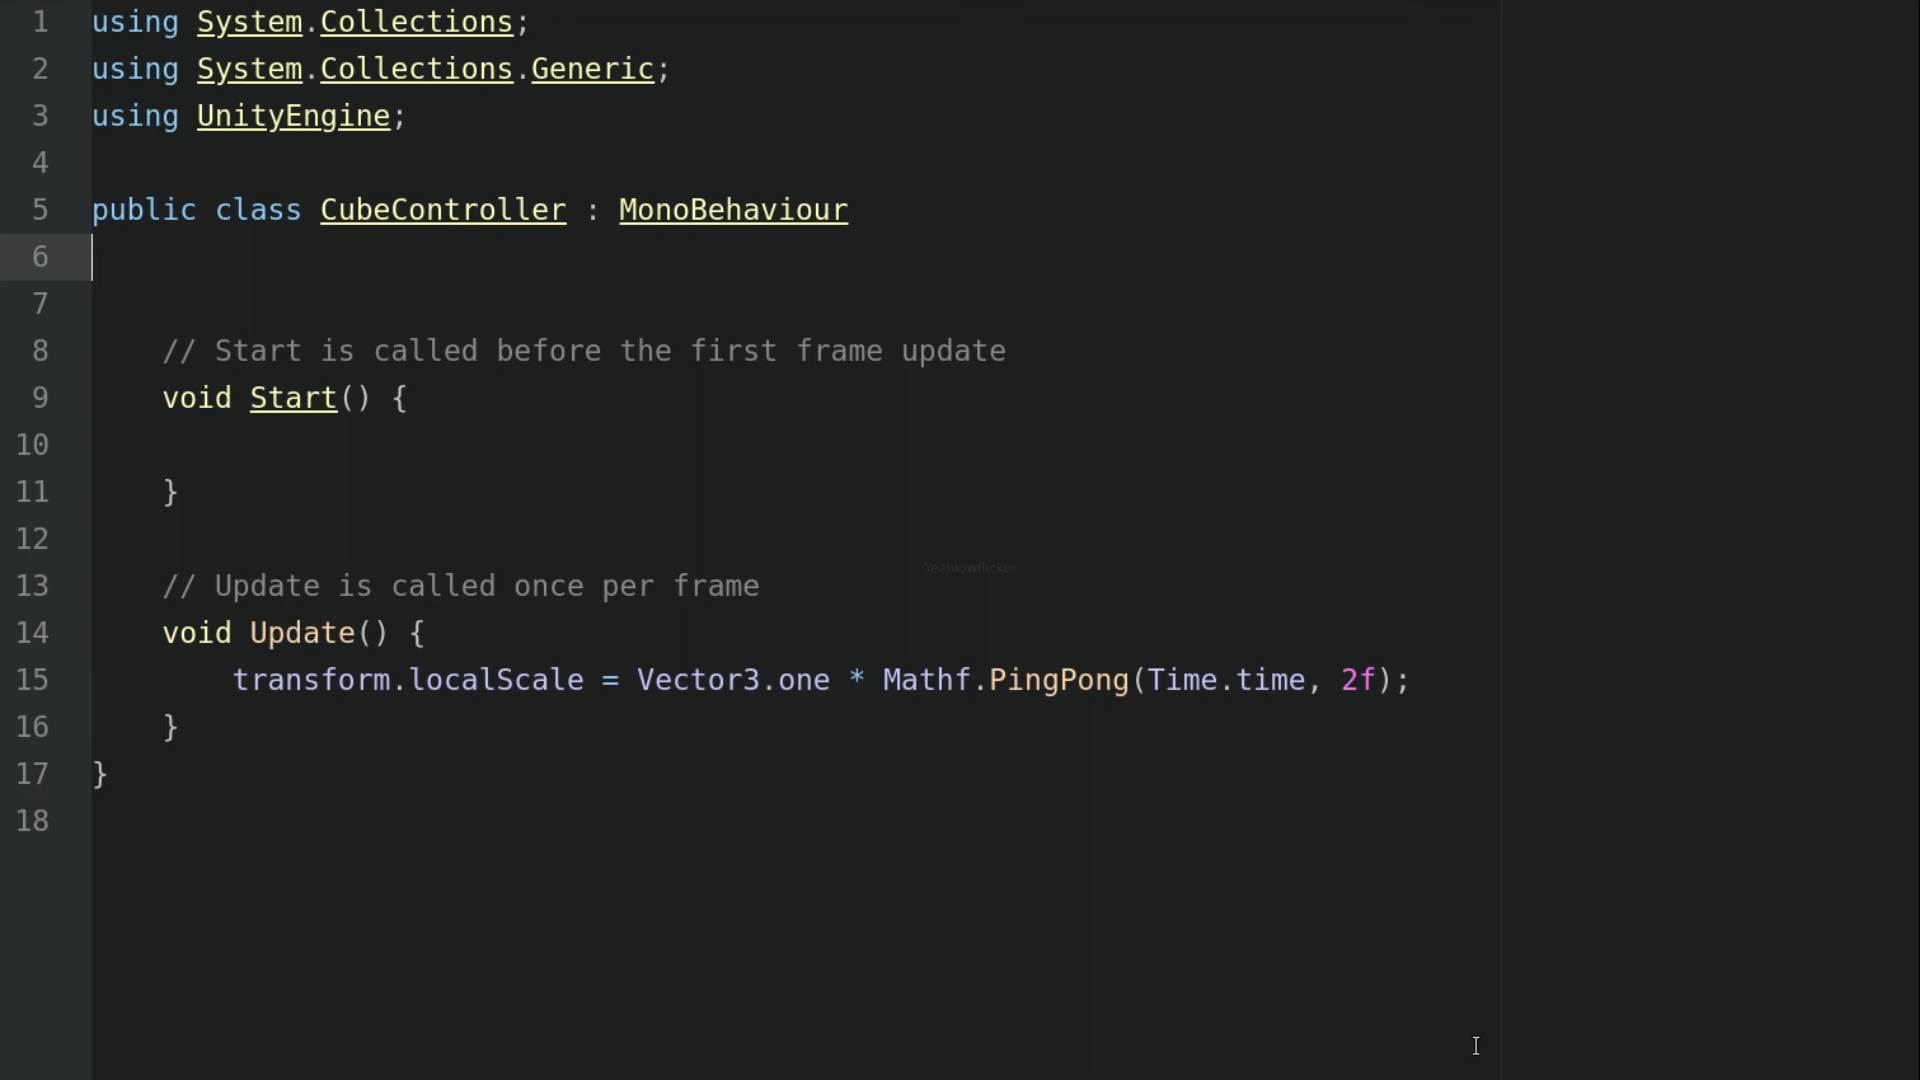 1 using System.Collections;
2 using System.Collections.Generic;
3 using UnityEngine;
4
5 public class CubeController : MonoBehaviour
6
7
8 // Start is called before the first frame update
9 void Start() {
10
11 }
12
13 // Update is called once per frame
14 void Update() {
15 transform.localScale = Vector3.one * Mathf.PingPong(Time.time, 2f);
16 }
17 }
18
Yeahlowflicker